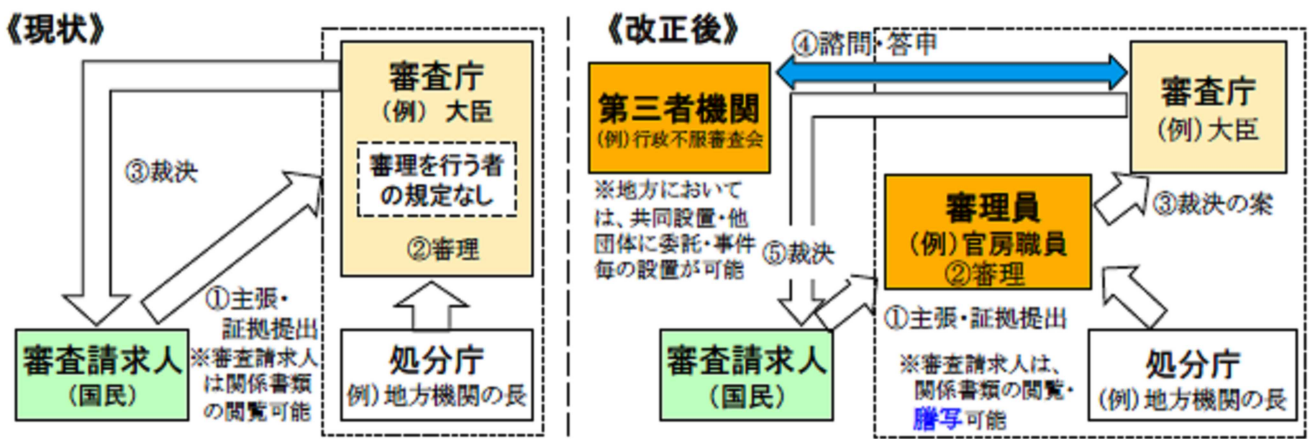 《現状》
審査庁
(例) 大臣
審理を行う者
の規定なし
②審理
③裁決
①主張・
証拠提出
※審査請求人
は関係書類
の閲覧可能
審査請求人
(国民)
処分庁
例)地方機関の長
《改正後》
④諮問・答申
第三者機関
(例)行政不服審査会
※地方において
は、共同設置・他
団体に委託・事件
毎の設置が可能
審査庁
(例)大臣
③裁決の案
審理員
(例)官房職員
②審理
⑤裁決
①主張・証拠提出
審査請求人
(国民)
※審査請求人は、
関係書類の閲覧・
謄写可能
処分庁
(例)地方機関の長